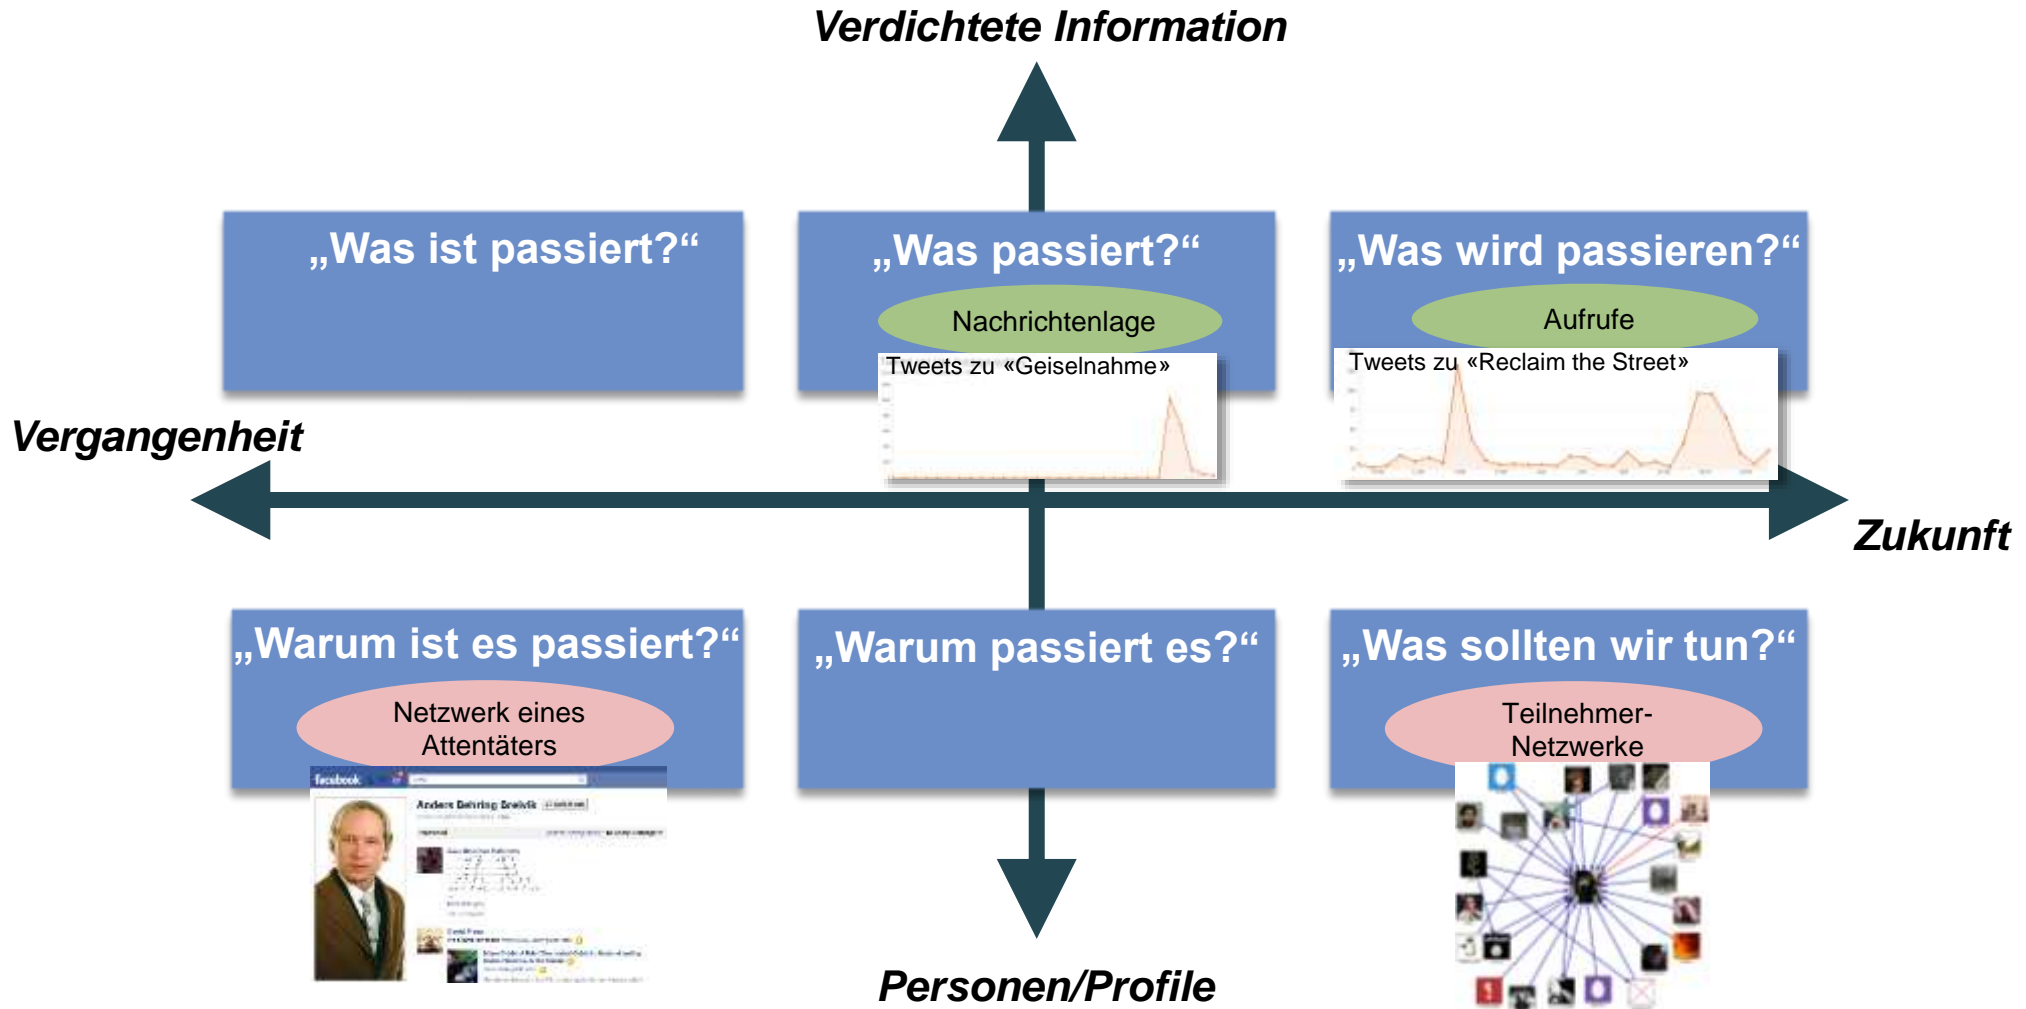 Verdichtete Information
„Was ist passiert?“
„Was passiert?“
„Was wird passieren?“
Nachrichtenlage
Aufrufe
Tweets zu «Geiselnahme»
Tweets zu «Reclaim the Street»
Vergangenheit
Zukunft
„Warum ist es passiert?“
„Warum passiert es?“
„Was sollten wir tun?“
Netzwerk eines
Attentäters
Teilnehmer-
Netzwerke
facebook
Anders Behring Breivik
Personen/Profile